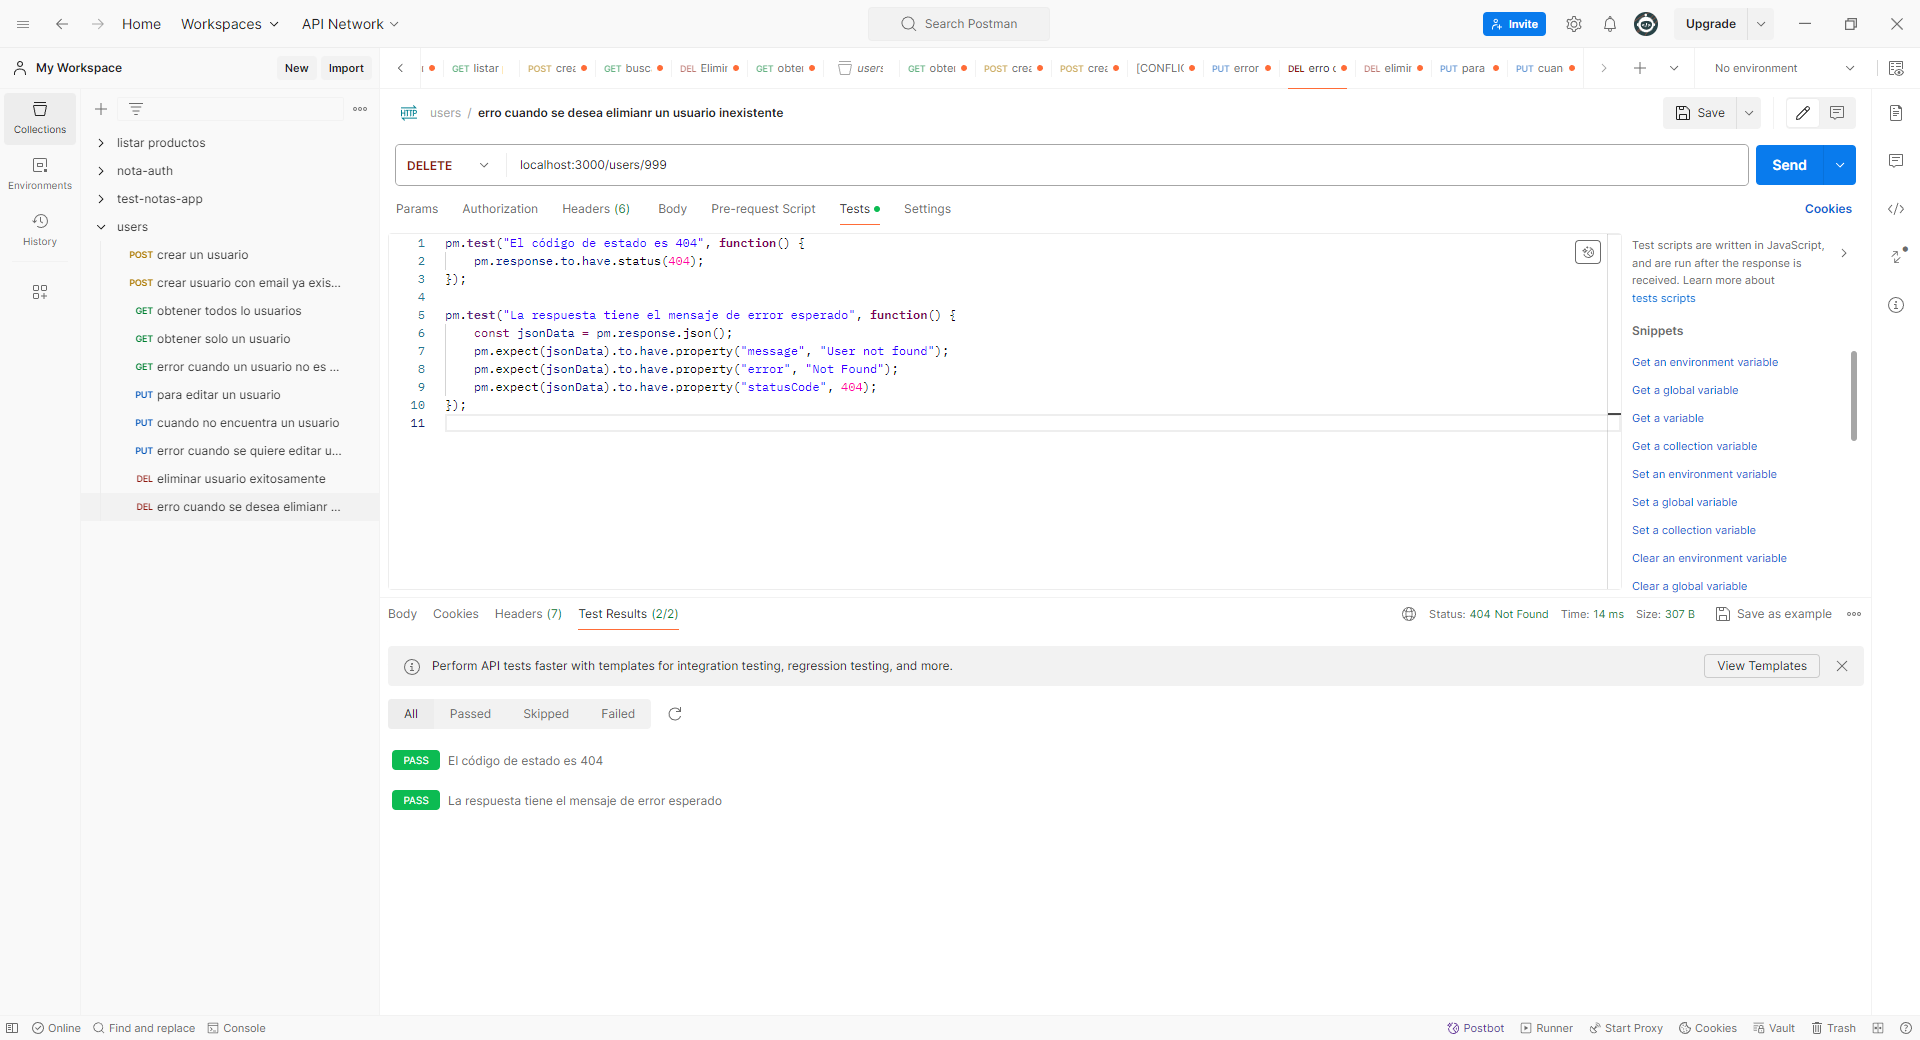 Home Workspaces API Network Search Postman Invite Upgrade
My Workspace New Import GET listar POST crea GET busc DEL Elimir GET obter users GET obter POST crea POST crea [CONFLIC PUT error DEL erro c DEL elimir PUT para PUT cuan No environment
Collections
Environments
History
listar productos
nota-auth
test-notas-app
users
POST crear un usuario
POST crear usuario con email ya exis...
GET obtener todos lo usuarios
GET obtener solo un usuario
GET error cuando un usuario no es ...
PUT para editar un usuario
PUT cuando no encuentra un usuario
PUT error cuando se quiere editar u...
DEL eliminar usuario exitosamente
DEL erro cuando se desea elimianr ...
HTTP users / erro cuando se desea elimianr un usuario inexistente Save
DELETE localhost:3000/users/999 Send
Params Authorization Headers (6) Body Pre-request Script Tests Settings Cookies
1 pm.test("El código de estado es 404", function() {
2 pm.response.to.have.status(404);
3 });
4
5 pm.test("La respuesta tiene el mensaje de error esperado", function() {
6 const jsonData = pm.response.json();
7 pm.expect(jsonData).to.have.property("message", "User not found");
8 pm.expect(jsonData).to.have.property("error", "Not Found");
9 pm.expect(jsonData).to.have.property("statusCode", 404);
10 });
11
Test scripts are written in JavaScript,
and are run after the response is
received. Learn more about
tests scripts
Snippets
Get an environment variable
Get a global variable
Get a variable
Get a collection variable
Set an environment variable
Set a global variable
Set a collection variable
Clear an environment variable
Clear a global variable
Body Cookies Headers (7) Test Results (2/2) Status: 404 Not Found Time: 14 ms Size: 307 B Save as example
Perform API tests faster with templates for integration testing, regression testing, and more. View Templates
All Passed Skipped Failed
PASS El código de estado es 404
PASS La respuesta tiene el mensaje de error esperado
Online Find and replace Console Postbot Runner Start Proxy Cookies Vault Trash